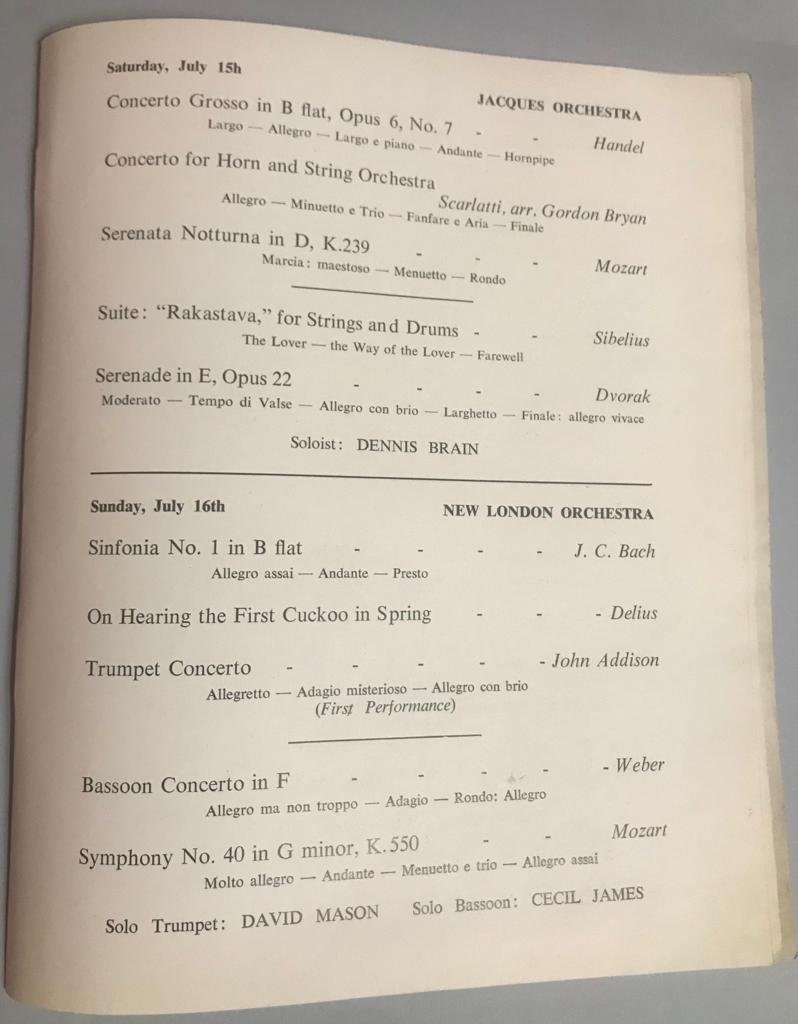 Saturday, July 15h
JACQUES ORCHESTRA
Concerto Grosso in B flat, Opus 6, No. 7 - - Handel
Largo — Allegro — Largo e piano — Andante — Hornpipe
Concerto for Horn and String Orchestra
Scarlatti, arr. Gordon Bryan
Allegro — Minuetto e Trio — Fanfare e Aria — Finale
Serenata Notturna in D, K.239 - - - Mozart
Marcia: maestoso — Menuetto — Rondo
Suite: "Rakastava," for Strings and Drums - - Sibelius
The Lover — the Way of the Lover — Farewell
Serenade in E, Opus 22 - - - - Dvorak
Moderato — Tempo di Valse — Allegro con brio — Larghetto — Finale: allegro vivace
Soloist: DENNIS BRAIN
Sunday, July 16th
NEW LONDON ORCHESTRA
Sinfonia No. 1 in B flat - - - - J. C. Bach
Allegro assai — Andante — Presto
On Hearing the First Cuckoo in Spring - - - Delius
Trumpet Concerto - - - - - John Addison
Allegretto — Adagio misterioso — Allegro con brio
(First Performance)
Bassoon Concerto in F - - - - - Weber
Allegro ma non troppo — Adagio — Rondo: Allegro
Symphony No. 40 in G minor, K.550 - - Mozart
Molto allegro — Andante — Menuetto e trio — Allegro assai
Solo Trumpet: DAVID MASON Solo Bassoon: CECIL JAMES